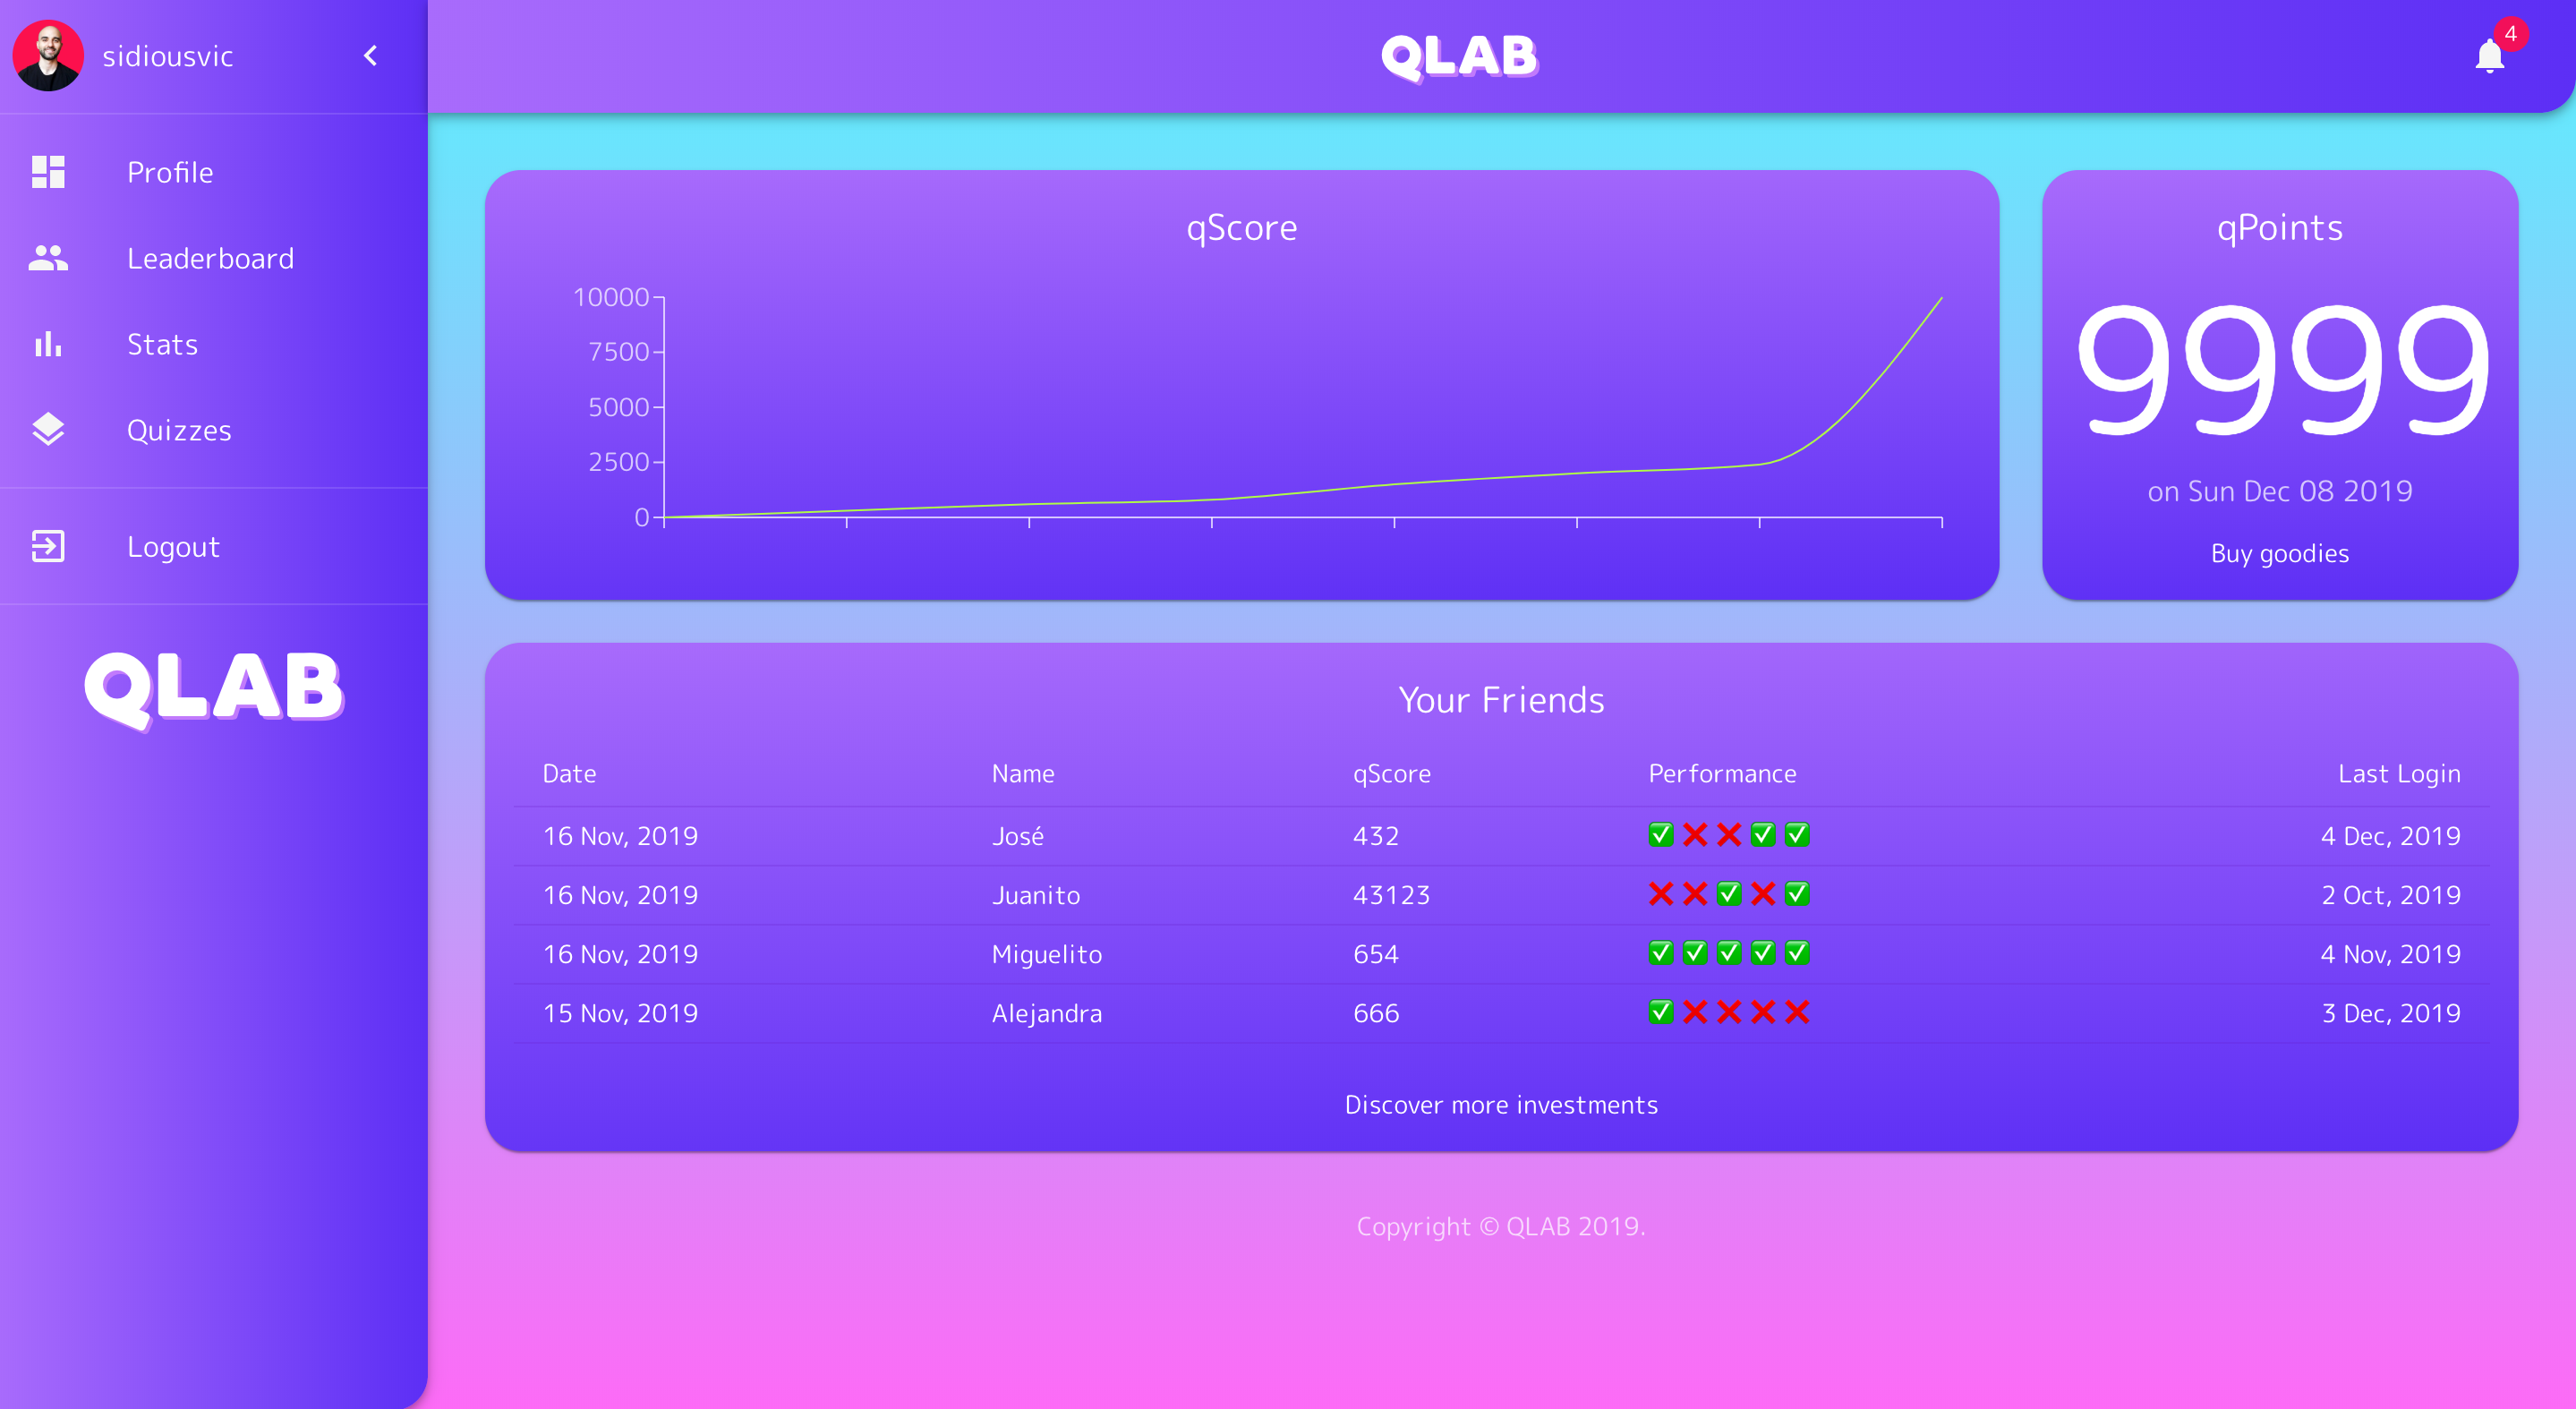 sidiousvic
QLAB
4
Profile
Leaderboard
Stats
Quizzes
Logout
QLAB
qScore
10000
7500
5000
2500
0
qPoints
9999
on Sun Dec 08 2019
Buy goodies
Your Friends
Date Name qScore Performance Last Login
16 Nov, 2019 José 432 ✅ ❌ ❌ ✅ ✅ 4 Dec, 2019
16 Nov, 2019 Juanito 43123 ❌ ❌ ✅ ❌ ✅ 2 Oct, 2019
16 Nov, 2019 Miguelito 654 ✅ ✅ ✅ ✅ ✅ 4 Nov, 2019
15 Nov, 2019 Alejandra 666 ✅ ❌ ❌ ❌ ❌ 3 Dec, 2019
Discover more investments
Copyright © QLAB 2019.